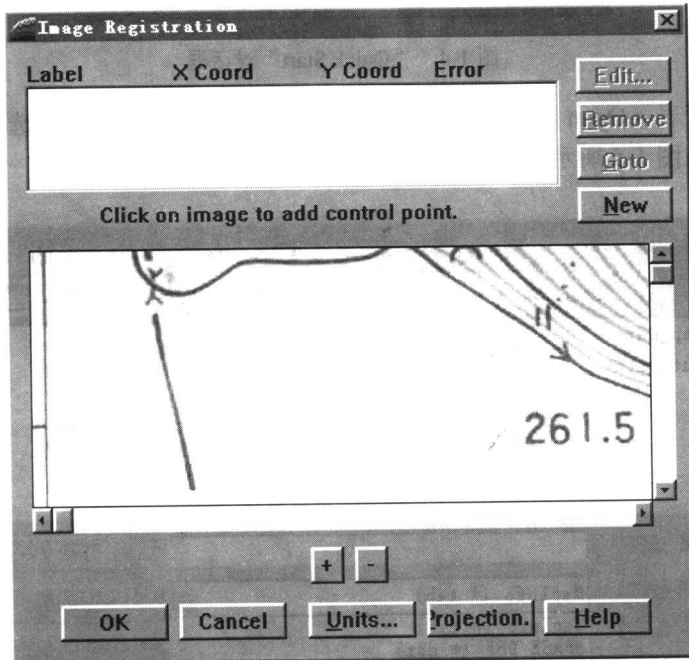 Image Registration
Label X Coord Y Coord Error
Edit...
Remove
Goto
New
Click on image to add control point.
261.5
+ -
OK Cancel Units... Projection. Help